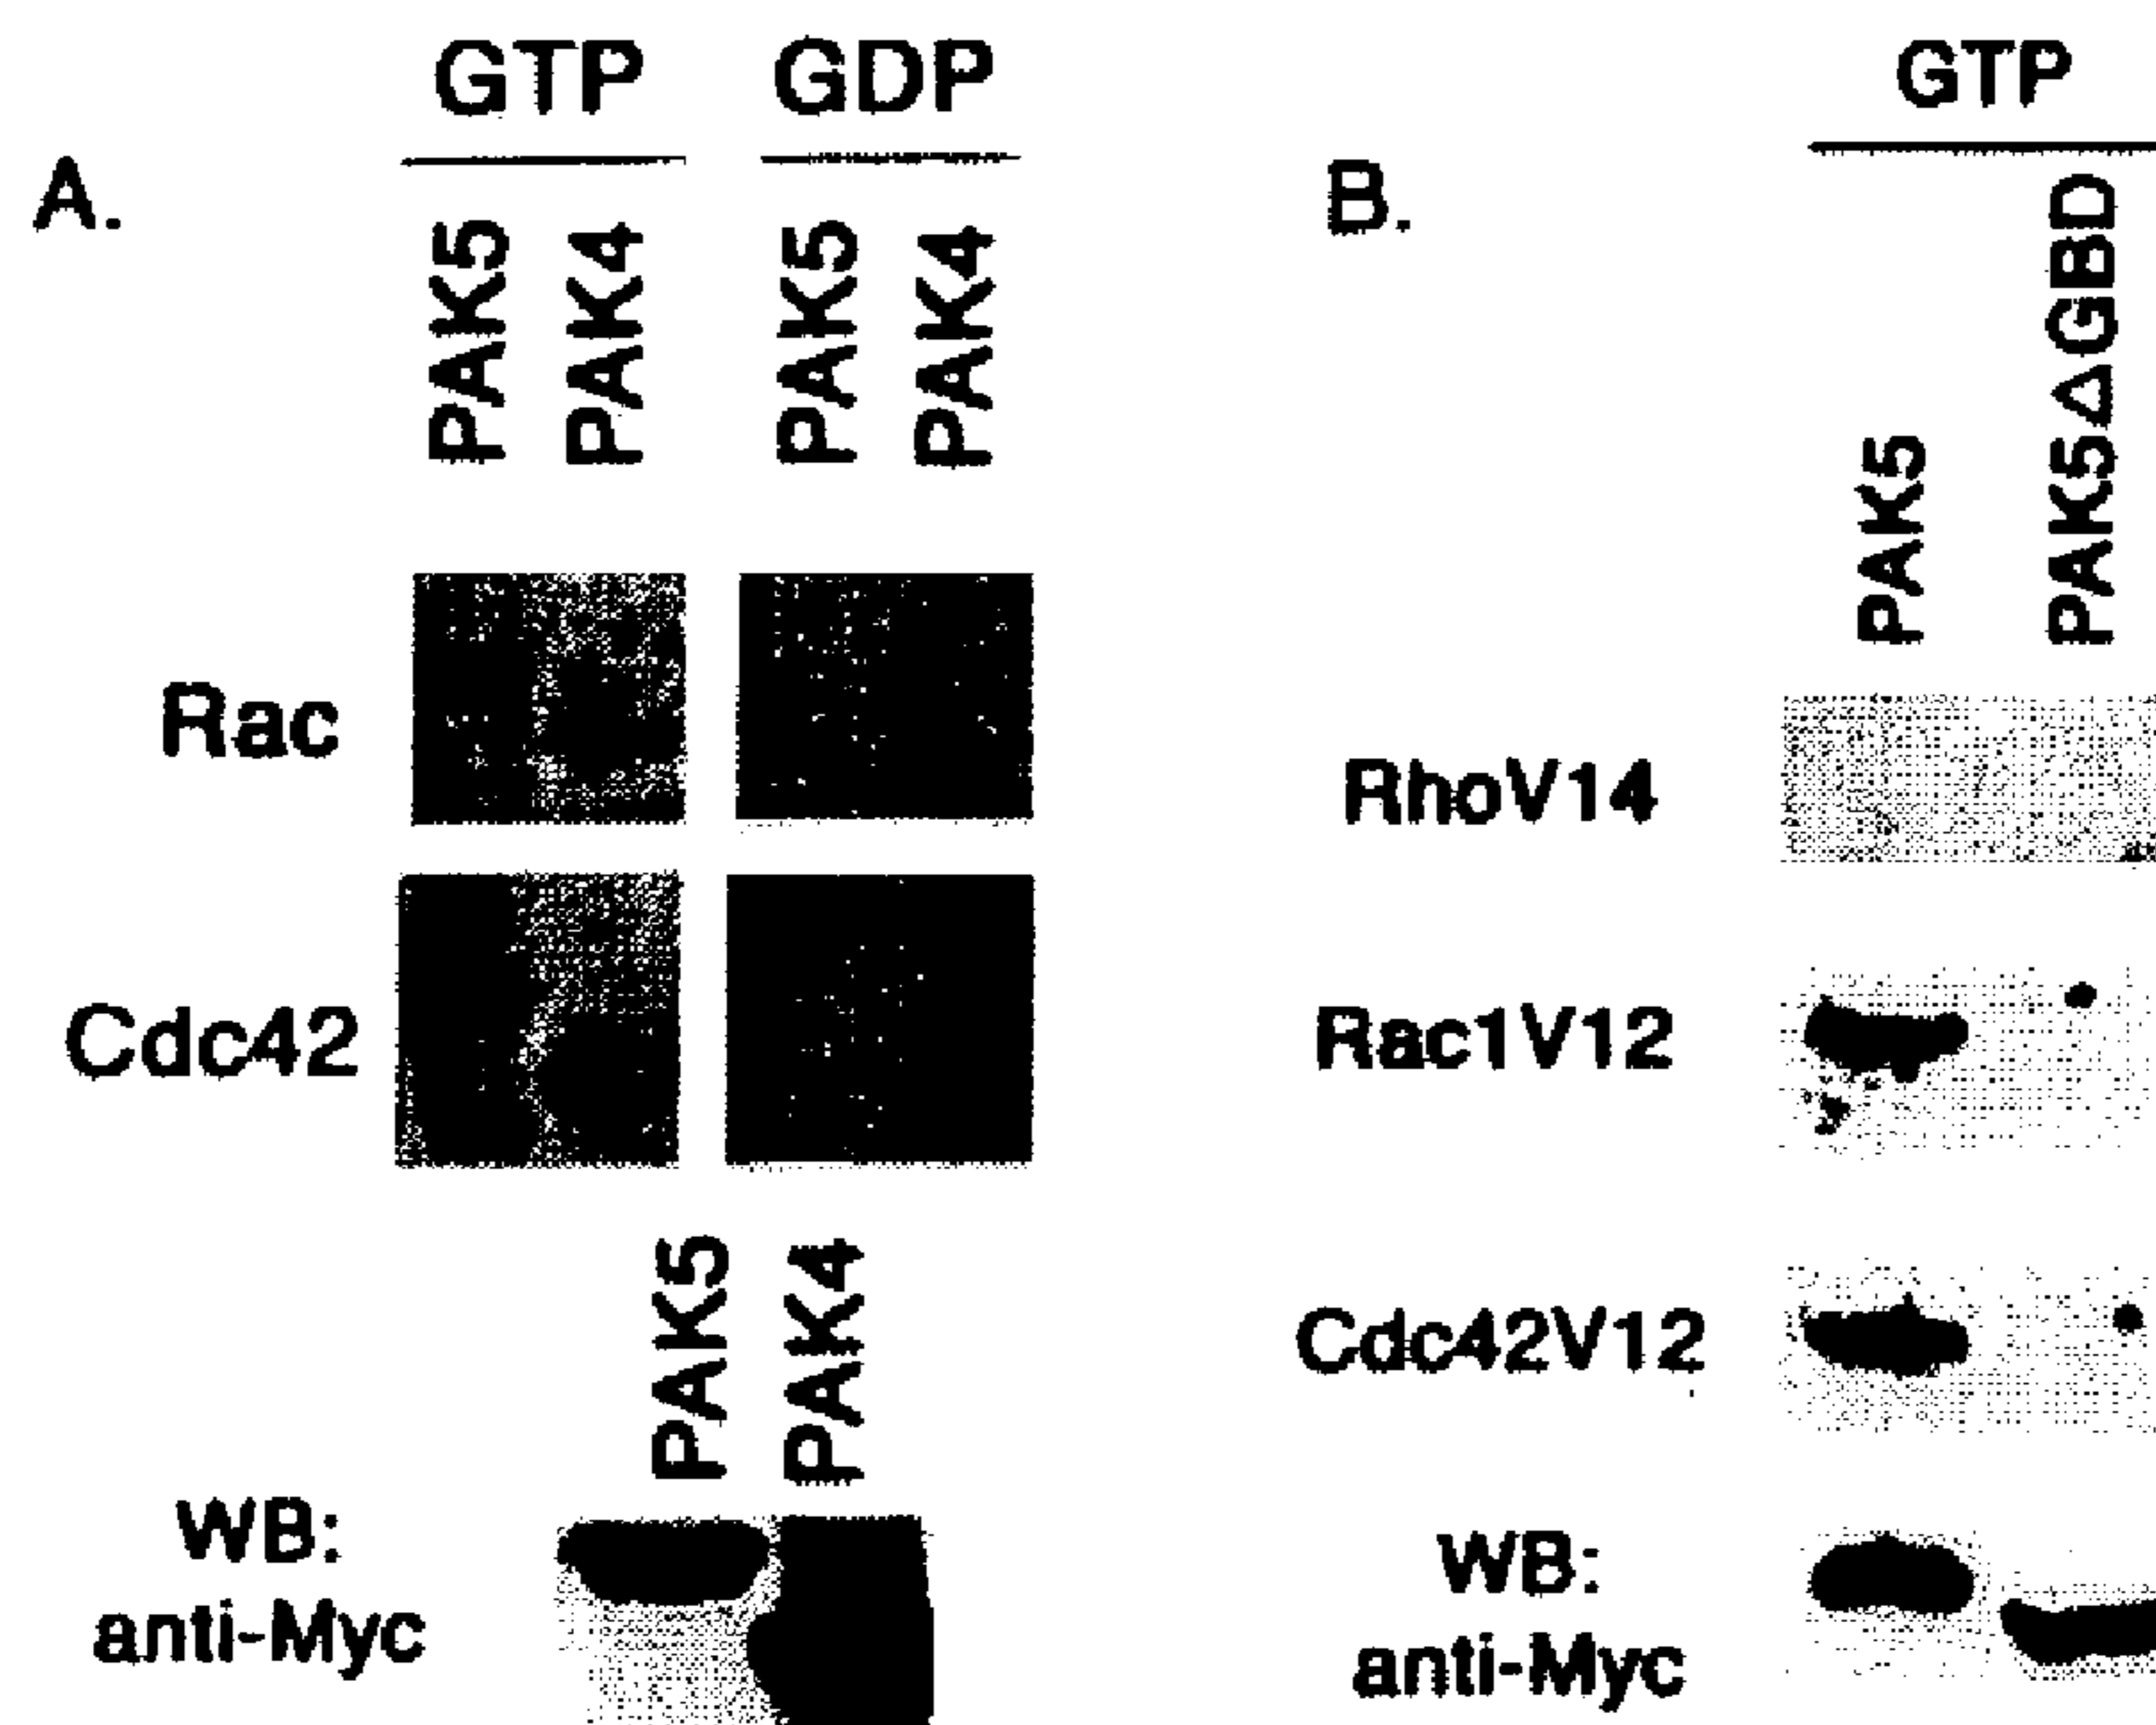 GTP GDP
A.
PAK5 PAK4 PAK5 PAK4
Rac
Cdc42
PAK5 PAK4
WB:
anti-Myc
GTP
B.
PAK5 PAK5ΔGBD
RhoV14
Rac1V12
Cdc42V12
WB:
anti-Myc